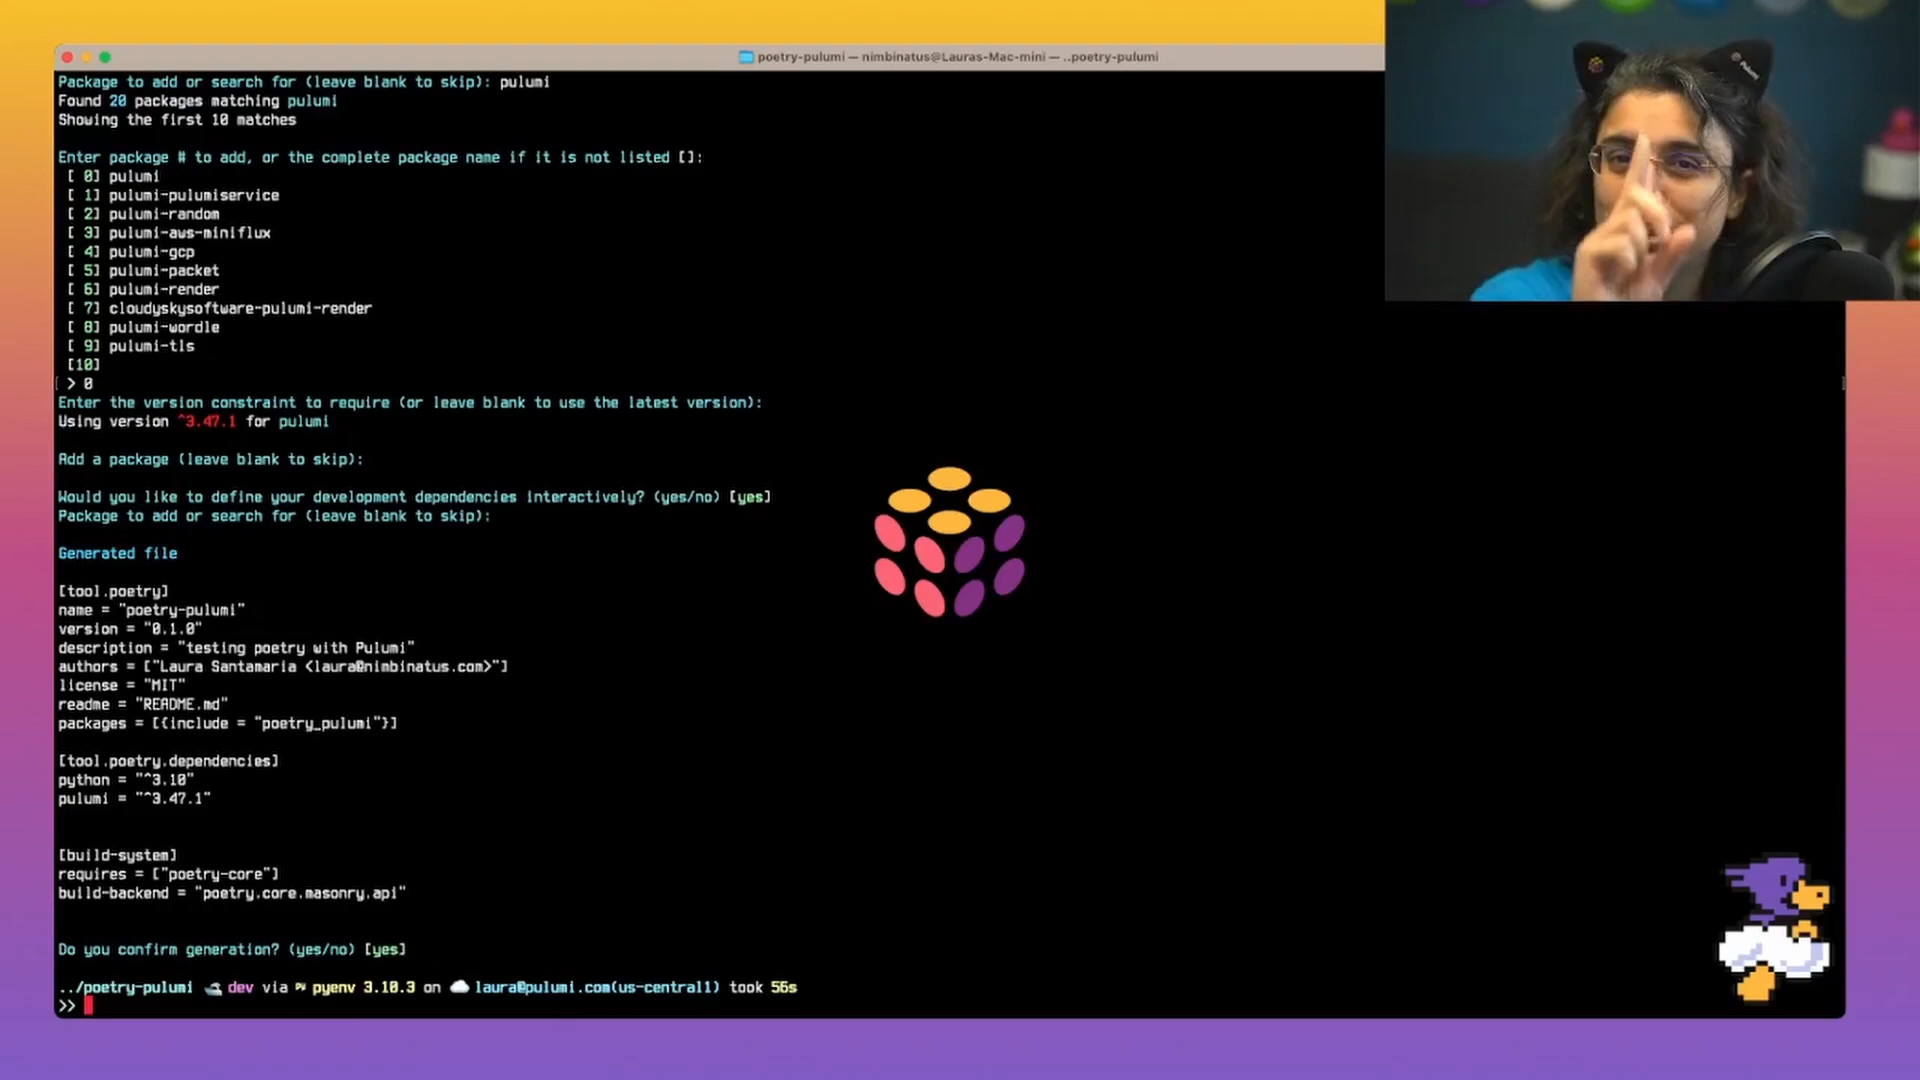 poetry-pulumi — nimbinatus@Lauras-Mac-mini — ..poetry-pulumi
Package to add or search for (leave blank to skip): pulumi
Found 20 packages matching pulumi
Showing the first 10 matches
Enter package # to add, or the complete package name if it is not listed []:
[ 0] pulumi
[ 1] pulumi-pulumiservice
[ 2] pulumi-random
[ 3] pulumi-aws-miniflux
[ 4] pulumi-gcp
[ 5] pulumi-packet
[ 6] pulumi-render
[ 7] cloudyskysoftware-pulumi-render
[ 8] pulumi-wordle
[ 9] pulumi-tls
[10]
> 0
Enter the version constraint to require (or leave blank to use the latest version):
Using version ^3.47.1 for pulumi
Add a package (leave blank to skip):
Would you like to define your development dependencies interactively? (yes/no) [yes]
Package to add or search for (leave blank to skip):
Generated file
[tool.poetry]
name = "poetry-pulumi"
version = "0.1.0"
description = "testing poetry with Pulumi"
authors = ["Laura Santamaria <laura@nimbinatus.com>"]
license = "MIT"
readme = "README.md"
packages = [{include = "poetry_pulumi"}]
[tool.poetry.dependencies]
python = "^3.10"
pulumi = "^3.47.1"
[build-system]
requires = ["poetry-core"]
build-backend = "poetry.core.masonry.api"
Do you confirm generation? (yes/no) [yes]
../poetry-pulumi dev via pyenv 3.10.3 on laura@pulumi.com(us-central1) took 56s
>>
Pulumi